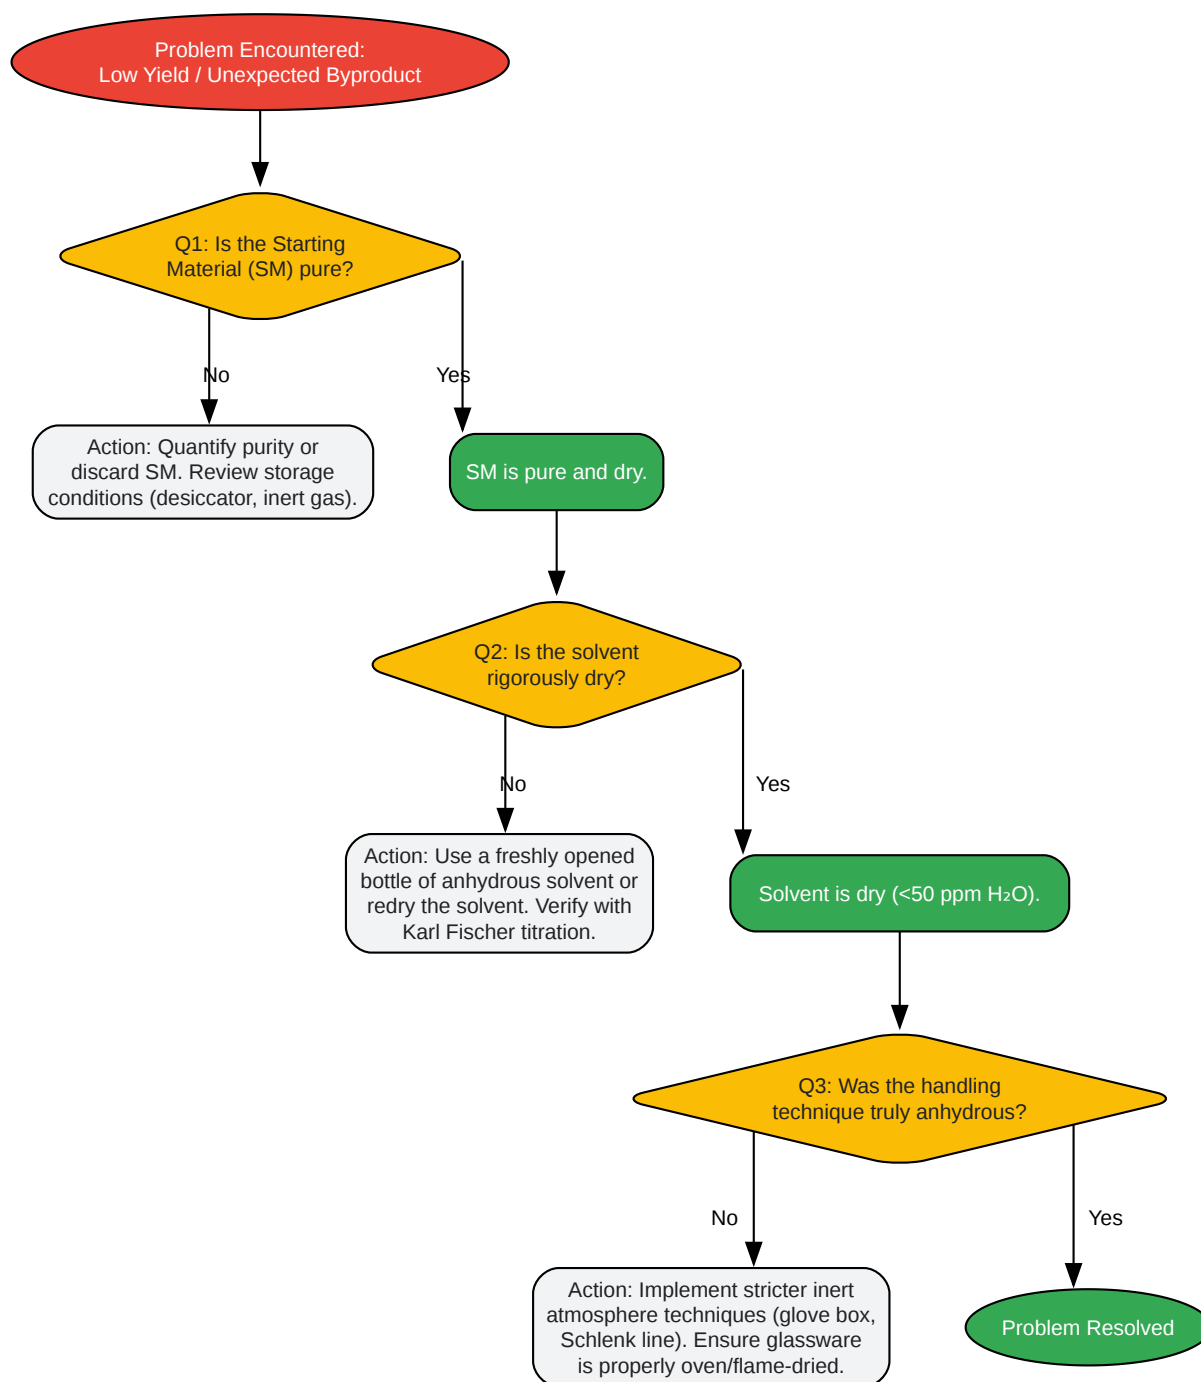 Problem Encountered:
Low Yield / Unexpected Byproduct
Q1: Is the Starting
Material (SM) pure?
No
Yes
Action: Quantify purity or
discard SM. Review storage
conditions (desiccator, inert gas).
SM is pure and dry.
Q2: Is the solvent
rigorously dry?
No
Yes
Action: Use a freshly opened
bottle of anhydrous solvent or
redry the solvent. Verify with
Karl Fischer titration.
Solvent is dry (<50 ppm H₂O).
Q3: Was the handling
technique truly anhydrous?
No
Yes
Action: Implement stricter inert
atmosphere techniques (glove box,
Schlenk line). Ensure glassware
is properly oven/flame-dried.
Problem Resolved